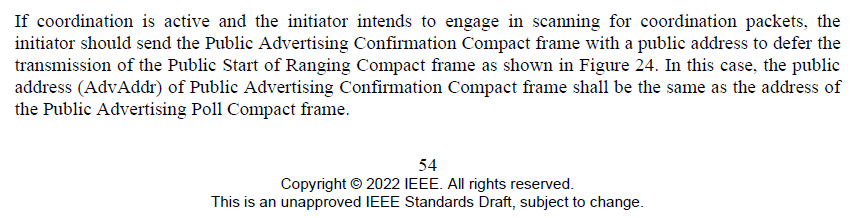 If coordination is active and the initiator intends to engage in scanning for coordination packets, the
initiator should send the Public Advertising Confirmation Compact frame with a public address to defer the
transmission of the Public Start of Ranging Compact frame as shown in Figure 24. In this case, the public
address (AdvAddr) of Public Advertising Confirmation Compact frame shall be the same as the address of
the Public Advertising Poll Compact frame.
54
Copyright © 2022 IEEE. All rights reserved.
This is an unapproved IEEE Standards Draft, subject to change.